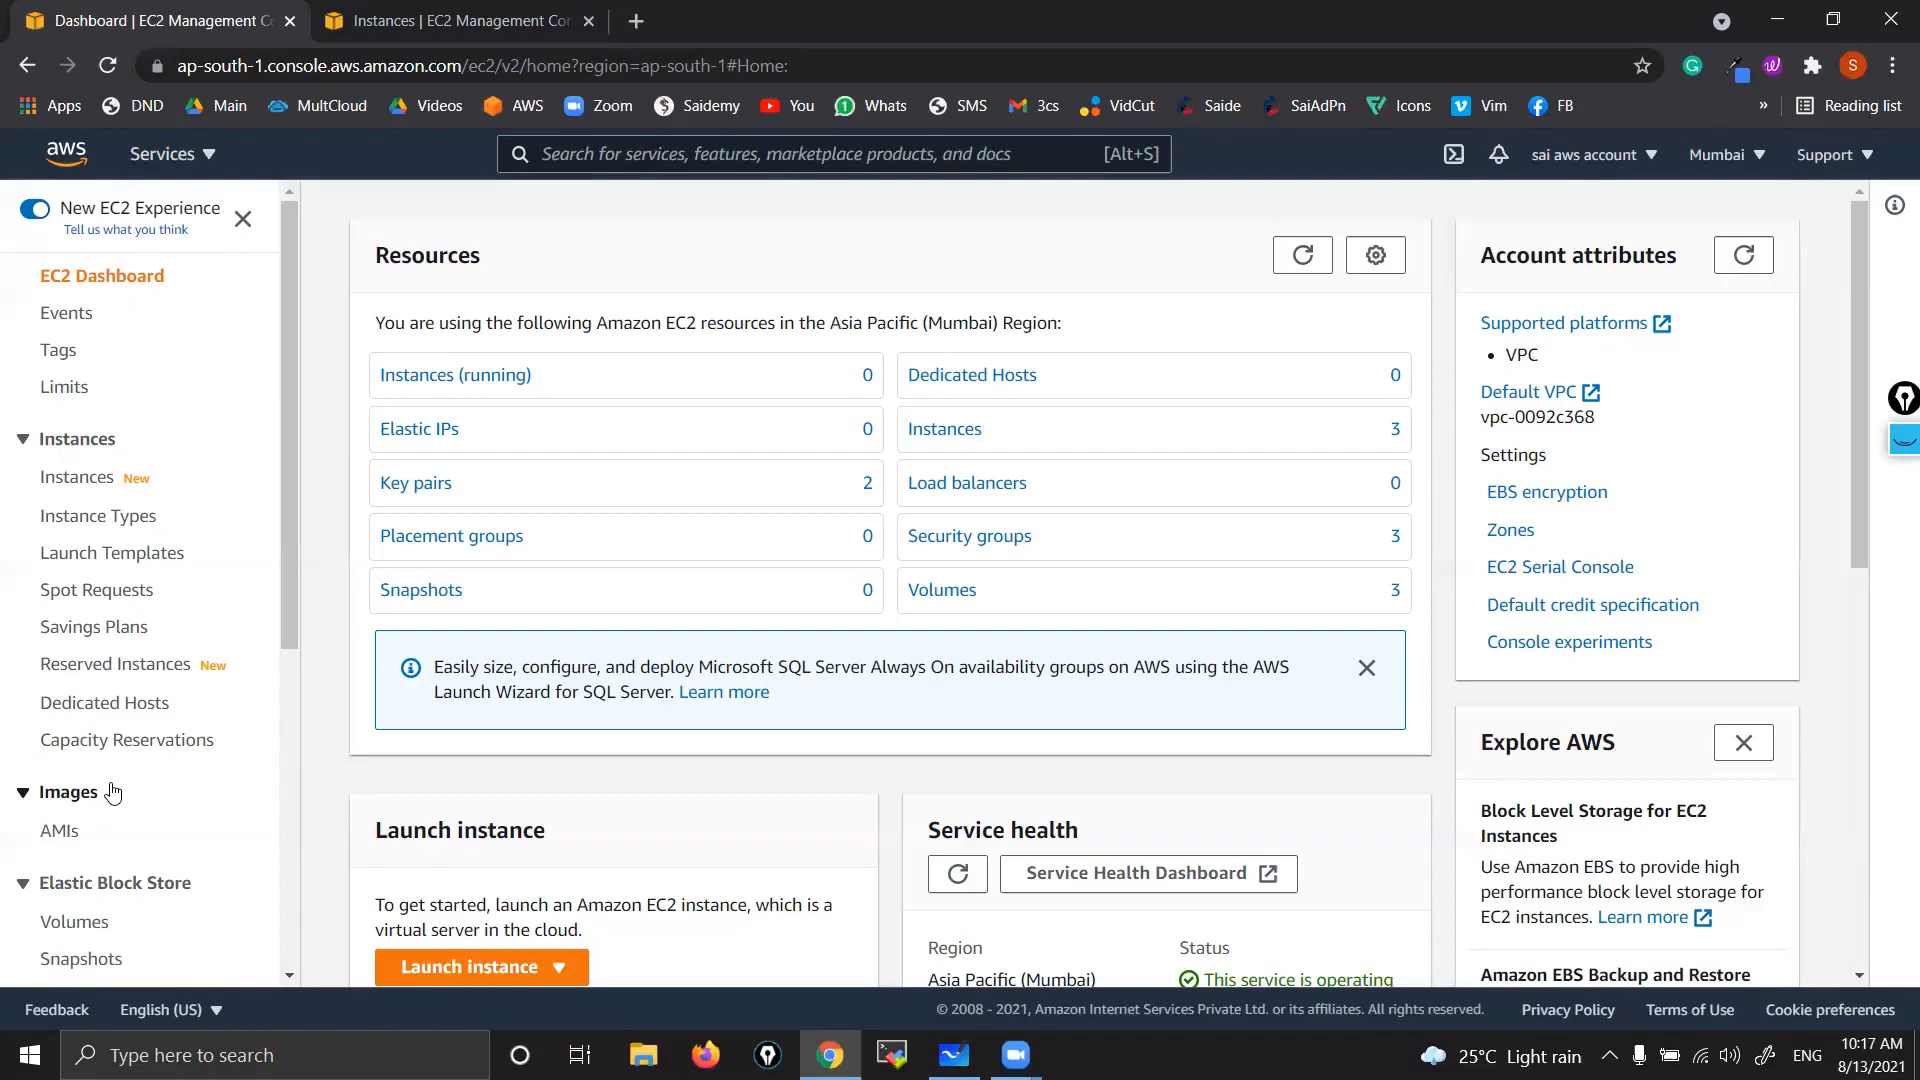 Dashboard | EC2 Management C
Instances | EC2 Management Con
ap-south-1.console.aws.amazon.com/ec2/v2/home?region=ap-south-1#Home:
Apps DND Main MultCloud Videos AWS Zoom Saidemy You Whats SMS 3cs VidCut Saide SaiAdPn Icons Vim FB » Reading list
aws Services Search for services, features, marketplace products, and docs [Alt+S] sai aws account Mumbai Support
New EC2 Experience
Tell us what you think
EC2 Dashboard
Events
Tags
Limits
Instances
Instances New
Instance Types
Launch Templates
Spot Requests
Savings Plans
Reserved Instances New
Dedicated Hosts
Capacity Reservations
Images
AMIs
Elastic Block Store
Volumes
Snapshots
Resources
You are using the following Amazon EC2 resources in the Asia Pacific (Mumbai) Region:
Instances (running) 0
Dedicated Hosts 0
Elastic IPs 0
Instances 3
Key pairs 2
Load balancers 0
Placement groups 0
Security groups 3
Snapshots 0
Volumes 3
Easily size, configure, and deploy Microsoft SQL Server Always On availability groups on AWS using the AWS
Launch Wizard for SQL Server. Learn more
Launch instance
To get started, launch an Amazon EC2 instance, which is a
virtual server in the cloud.
Launch instance
Service health
Service Health Dashboard
Region Status
Asia Pacific (Mumbai) This service is operating
Account attributes
Supported platforms
• VPC
Default VPC
vpc-0092c368
Settings
EBS encryption
Zones
EC2 Serial Console
Default credit specification
Console experiments
Explore AWS
Block Level Storage for EC2
Instances
Use Amazon EBS to provide high
performance block level storage for
EC2 instances. Learn more
Amazon EBS Backup and Restore
Feedback English (US) © 2008 - 2021, Amazon Internet Services Private Ltd. or its affiliates. All rights reserved. Privacy Policy Terms of Use Cookie preferences
Type here to search
25°C Light rain ENG
10:17 AM
8/13/2021